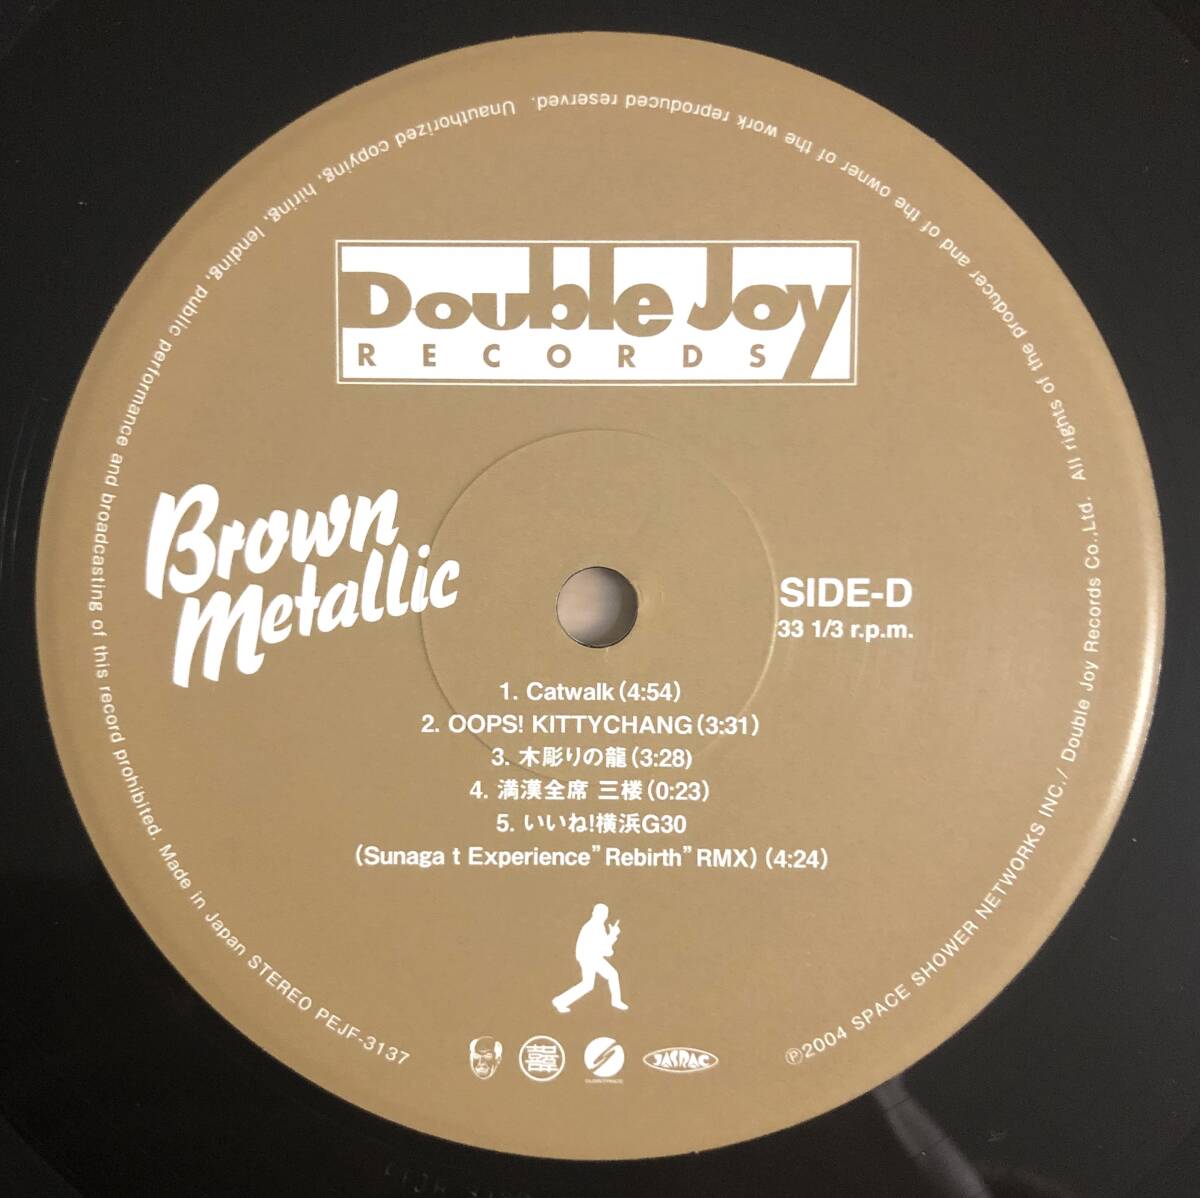 Double Joy
RECORDS
Brown
Metallic
SIDE-D
33 1/3 r.p.m.
1. Catwalk (4:54)
2. OOPS! KITTYCHANG (3:31)
3. 木彫りの龍 (3:28)
4. 満漢全席 三楼 (0:23)
5. いいね!横浜G30
(Sunaga t Experience”Rebirth”RMX) (4:24)
JASRAC
℗2004 SPACE SHOWER NETWORKS INC./ Double Joy Records Co.,Ltd. All rights of the producer and of the owner of the work reproduced reserved. Unauthorized copying, hiring, lending, public performance and broadcasting of this record prohibited. Made in Japan STEREO PEJF-3137